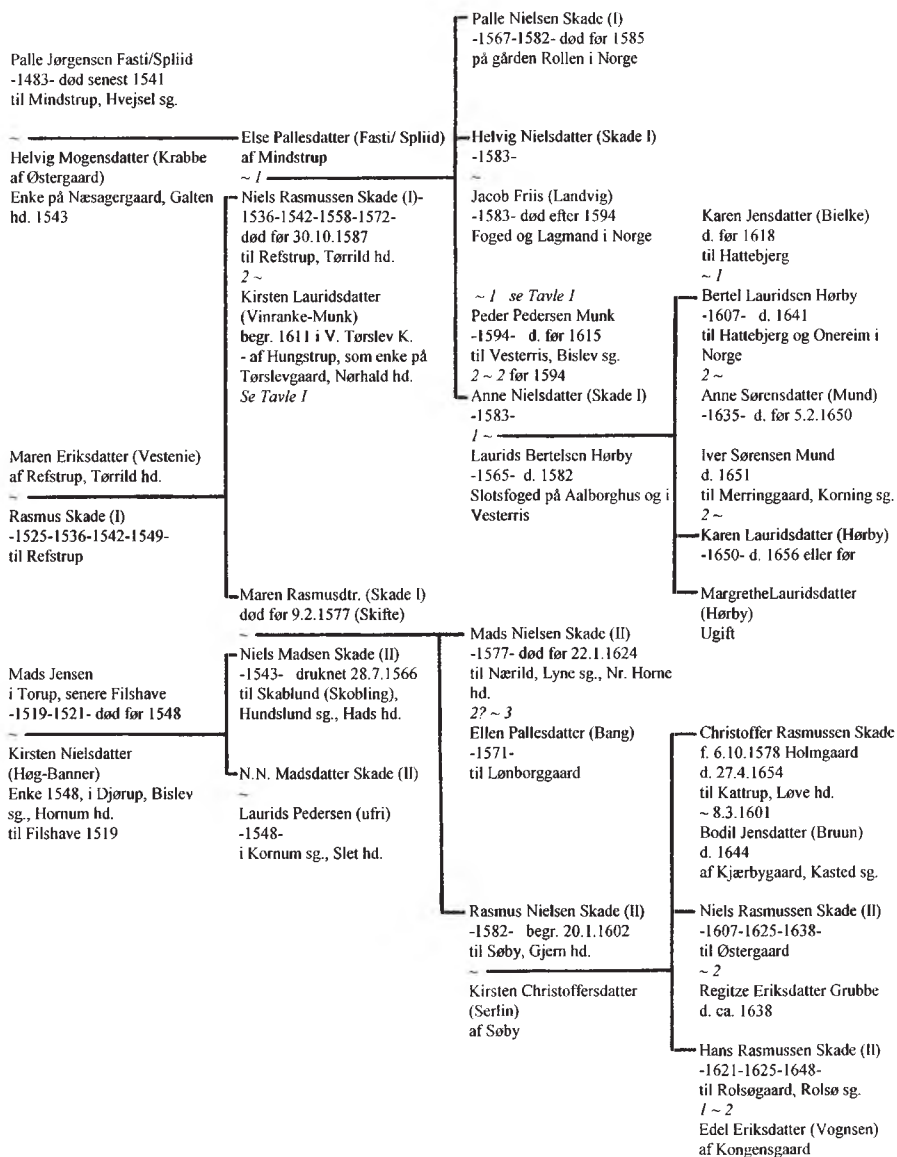 Palle Jørgensen Fasti/Spliid
-1483- død senest 1541
til Mindstrup, Hvejsel sg.
~
Helvig Mogensdatter (Krabbe
af Østergaard)
Enke på Næsagergaard, Galten
hd. 1543
Maren Eriksdatter (Vestenie)
af Refstrup, Tørrild hd.
~
Rasmus Skade (I)
-1525-1536-1542-1549-
til Refstrup
Mads Jensen
i Torup, senere Filshave
-1519-1521- død før 1548
~
Kirsten Nielsdatter
(Høg-Banner)
Enke 1548, i Djørup, Bislev
sg., Hornum hd.
til Filshave 1519
Else Pallesdatter (Fasti/ Spliid)
af Mindstrup
~ 1
Niels Rasmussen Skade (I)-
1536-1542-1558-1572-
død før 30.10.1587
til Refstrup, Tørrild hd.
2 ~
Kirsten Lauridsdatter
(Vinranke-Munk)
begr. 1611 i V. Tørslev K.
- af Hungstrup, som enke på
Tørslevgaard, Nørhald hd.
Se Tavle I
Maren Rasmusdtr. (Skade I)
død før 9.2.1577 (Skifte)
~
Niels Madsen Skade (II)
-1543- druknet 28.7.1566
til Skablund (Skobling),
Hundslund sg., Hads hd.
N.N. Madsdatter Skade (II)
~
Laurids Pedersen (ufri)
-1548-
i Kornum sg., Slet hd.
Palle Nielsen Skade (I)
-1567-1582- død før 1585
på gården Rollen i Norge
Helvig Nielsdatter (Skade I)
-1583-
~
Jacob Friis (Landvig)
-1583- død efter 1594
Foged og Lagmand i Norge
~ 1 se Tavle I
Peder Pedersen Munk
-1594- d. før 1615
til Vesterris, Bislev sg.
2 ~ 2 før 1594
Anne Nielsdatter (Skade I)
-1583-
1 ~
Laurids Bertelsen Hørby
-1565- d. 1582
Slotsfoged på Aalborghus og i
Vesterris
Mads Nielsen Skade (II)
-1577- død før 22.1.1624
til Nærild, Lyne sg., Nr. Horne
hd.
2? ~ 3
Ellen Pallesdatter (Bang)
-1571-
til Lønborggaard
Rasmus Nielsen Skade (II)
-1582- begr. 20.1.1602
til Søby, Gjern hd.
~
Kirsten Christoffersdatter
(Serlin)
af Søby
Karen Jensdatter (Bielke)
d. før 1618
til Hattebjerg
~ 1
Bertel Lauridsen Hørby
-1607- d. 1641
til Hattebjerg og Onereim i
Norge
2 ~
Anne Sørensdatter (Mund)
-1635- d. før 5.2.1650
Iver Sørensen Mund
d. 1651
til Merringgaard, Korning sg.
2 ~
Karen Lauridsdatter (Hørby)
-1650- d. 1656 eller før
MargretheLauridsdatter
(Hørby)
Ugift
Christoffer Rasmussen Skade
f. 6.10.1578 Holmgaard
d. 27.4.1654
til Kattrup, Løve hd.
~ 8.3.1601
Bodil Jensdatter (Bruun)
d. 1644
af Kjærbygaard, Kasted sg.
Niels Rasmussen Skade (II)
-1607-1625-1638-
til Østergaard
~ 2
Regitze Eriksdatter Grubbe
d. ca. 1638
Hans Rasmussen Skade (II)
-1621-1625-1648-
til Rolsøgaard, Rolsø sg.
1 ~ 2
Edel Eriksdatter (Vognsen)
af Kongensgaard